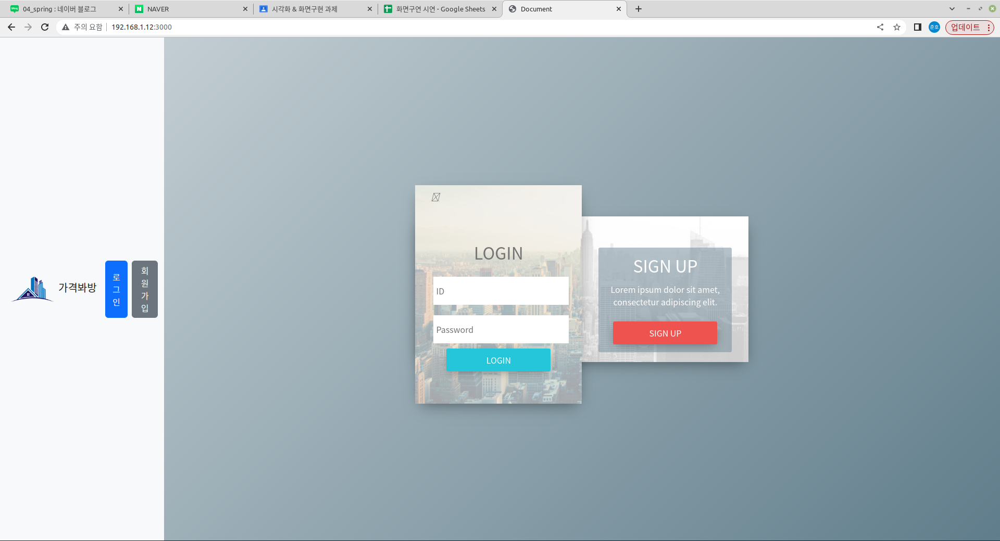 04_spring : 네이버 블로그
NAVER
시각화 & 화면구현 과제
화면구연 시연 - Google Sheets
Document
주의 요함
192.168.1.12:3000
준호
업데이트
가격봐방
로그인
회원가입
LOGIN
ID
Password
LOGIN
SIGN UP
Lorem ipsum dolor sit amet,
consectetur adipiscing elit.
SIGN UP